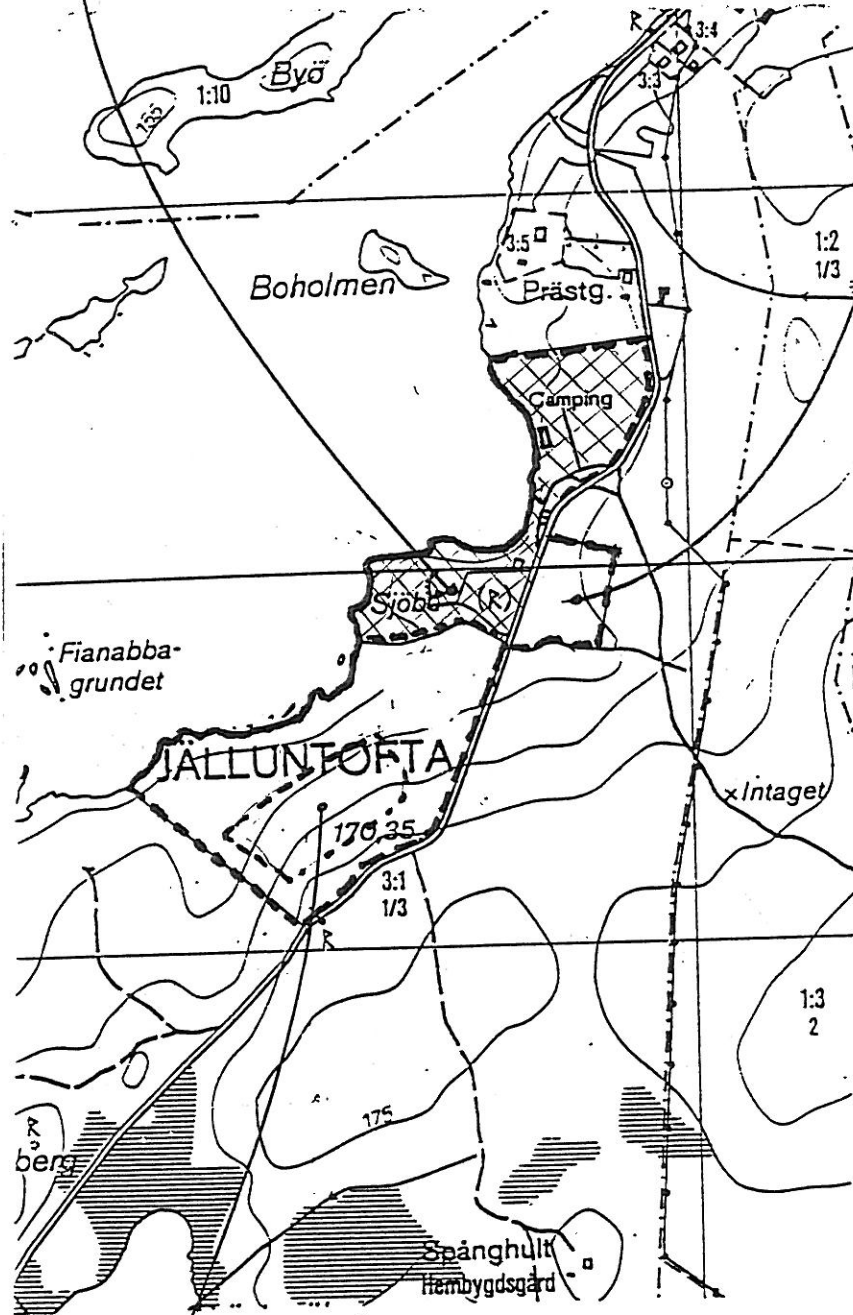 R
3:4
3:3
Byö
1:10
155
1:2
1/3
3:5
Boholmen
Prästg.
Camping
Sjöbo
(R)
Fianabba-
grundet
JÄLLUNTOFTA
Intaget
170,35
3:1
1/3
R
1:3
2
175
R
berg
Spånghult
Hembygdsgård